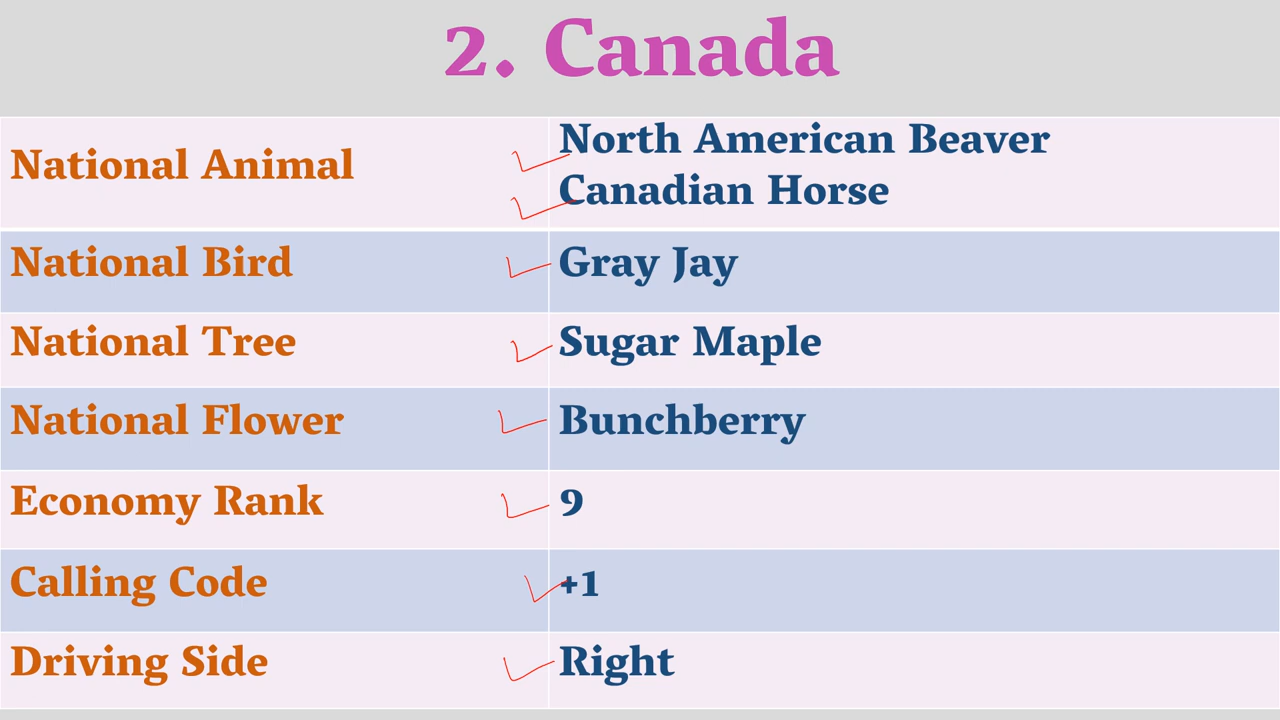 2. Canada
National Animal
North American Beaver
Canadian Horse
National Bird
Gray Jay
National Tree
Sugar Maple
National Flower
Bunchberry
Economy Rank
9
Calling Code
+1
Driving Side
Right